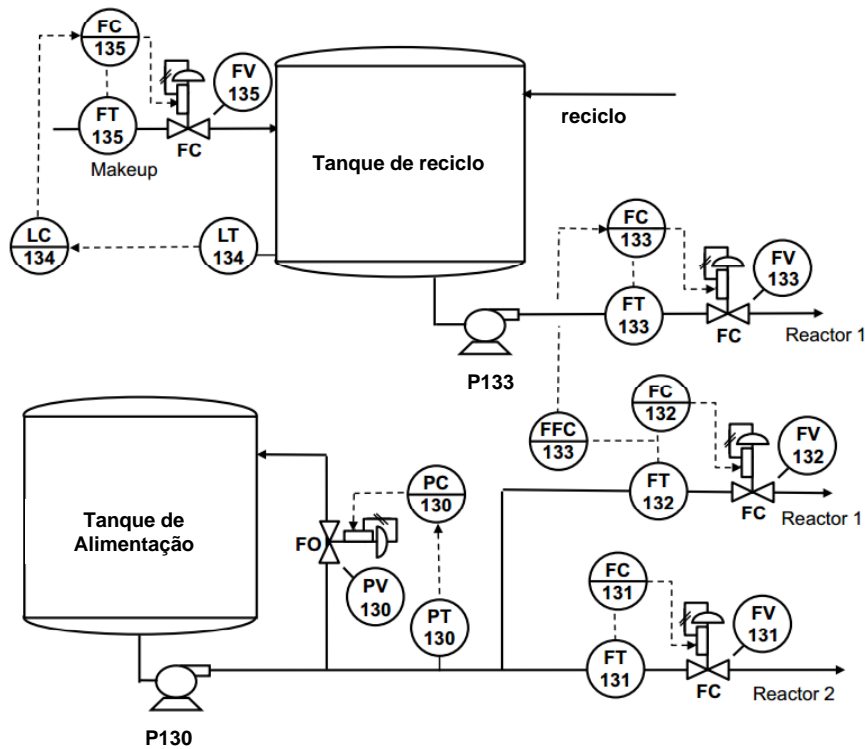 FC
135
FV
135
FT
135
FC
Makeup
reciclo
Tanque de reciclo
LC
134
LT
134
FC
133
FV
133
FT
133
FC
Reactor 1
P133
FC
132
FFC
133
FV
132
FT
132
FC
Reactor 1
Tanque de
Alimentação
PC
130
FO
PV
130
PT
130
FC
131
FV
131
FT
131
FC
Reactor 2
P130